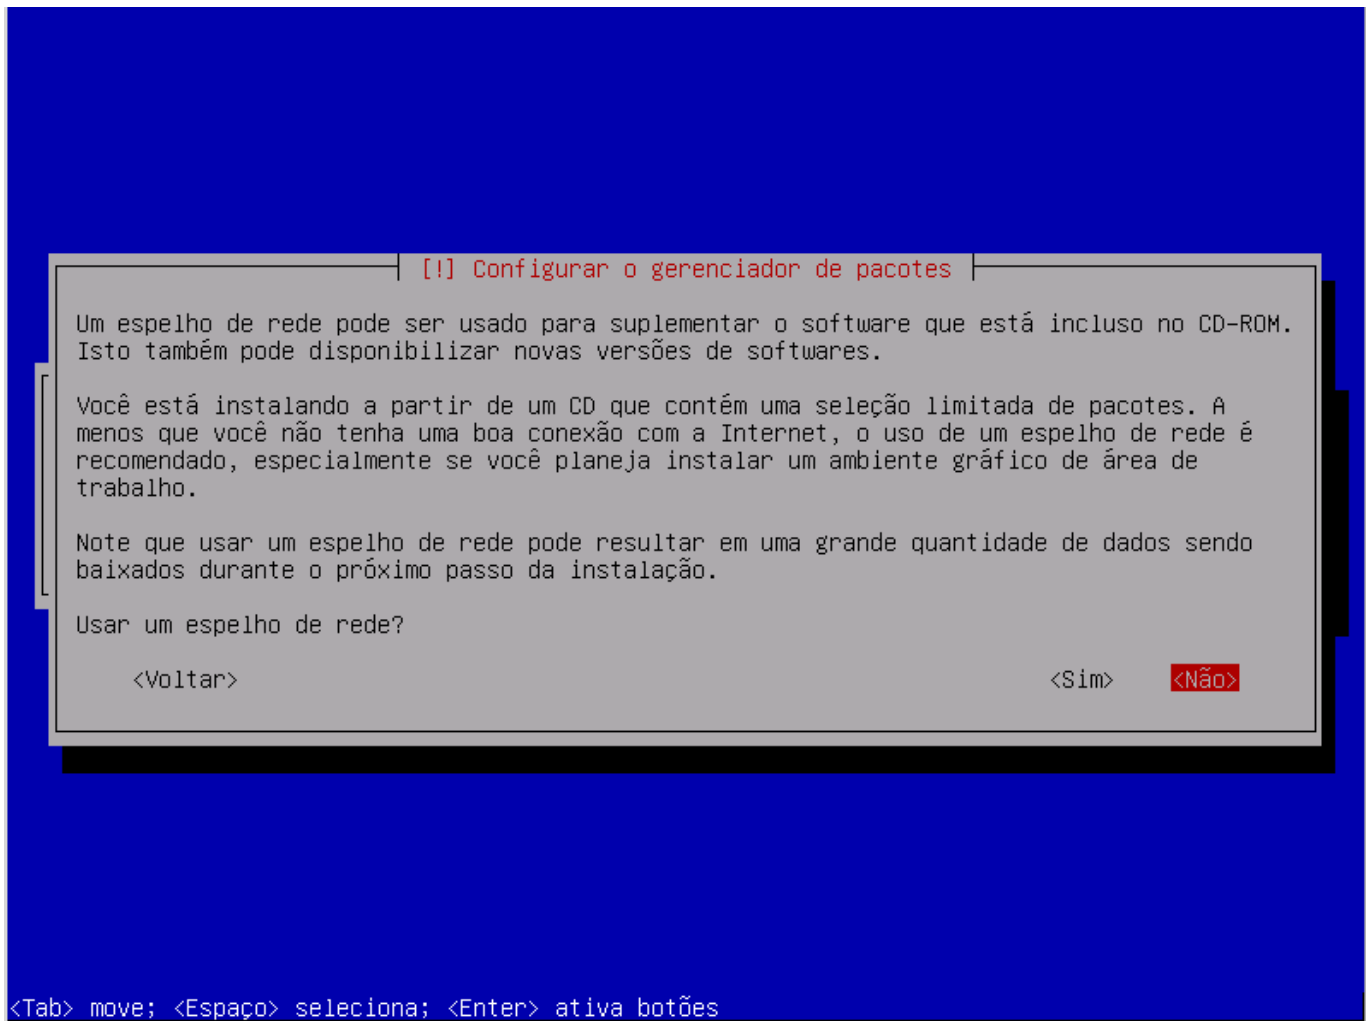 [!] Configurar o gerenciador de pacotes
Um espelho de rede pode ser usado para suplementar o software que está incluso no CD-ROM.
Isto também pode disponibilizar novas versões de softwares.
Você está instalando a partir de um CD que contém uma seleção limitada de pacotes. A
menos que você não tenha uma boa conexão com a Internet, o uso de um espelho de rede é
recomendado, especialmente se você planeja instalar um ambiente gráfico de área de
trabalho.
Note que usar um espelho de rede pode resultar em uma grande quantidade de dados sendo
baixados durante o próximo passo da instalação.
Usar um espelho de rede?
<Voltar> <Sim> <Não>
<Tab> move; <Espaço> seleciona; <Enter> ativa botões